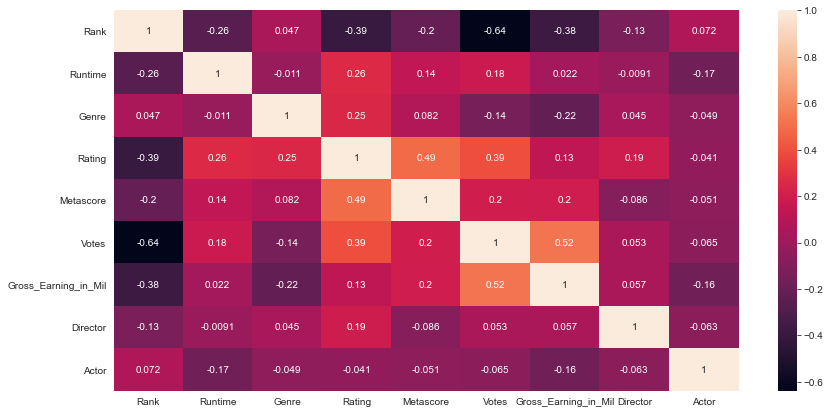 Rank 1 -0.26 0.047 -0.39 -0.2 -0.64 -0.38 -0.13 0.072
Runtime -0.26 1 -0.011 0.26 0.14 0.18 0.022 -0.0091 -0.17
Genre 0.047 -0.011 1 0.25 0.082 -0.14 -0.22 0.045 -0.049
Rating -0.39 0.26 0.25 1 0.49 0.39 0.13 0.19 -0.041
Metascore -0.2 0.14 0.082 0.49 1 0.2 0.2 -0.086 -0.051
Votes -0.64 0.18 -0.14 0.39 0.2 1 0.52 0.053 -0.065
Gross_Earning_in_Mil -0.38 0.022 -0.22 0.13 0.2 0.52 1 0.057 -0.16
Director -0.13 -0.0091 0.045 0.19 -0.086 0.053 0.057 1 -0.063
Actor 0.072 -0.17 -0.049 -0.041 -0.051 -0.065 -0.16 -0.063 1
Rank Runtime Genre Rating Metascore Votes Gross_Earning_in_Mil Director Actor
1.0
0.8
0.6
0.4
0.2
0.0
-0.2
-0.4
-0.6